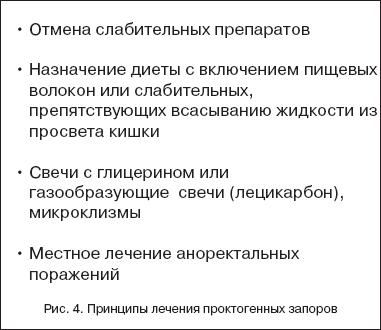 • Отмена слабительных препаратов
• Назначение диеты с включением пищевых
волокон или слабительных,
препятствующих всасыванию жидкости из
просвета кишки
• Свечи с глицерином или
газообразующие свечи (лецикарбон),
микроклизмы
• Местное лечение аноректальных
поражений
Рис. 4. Принципы лечения проктогенных запоров